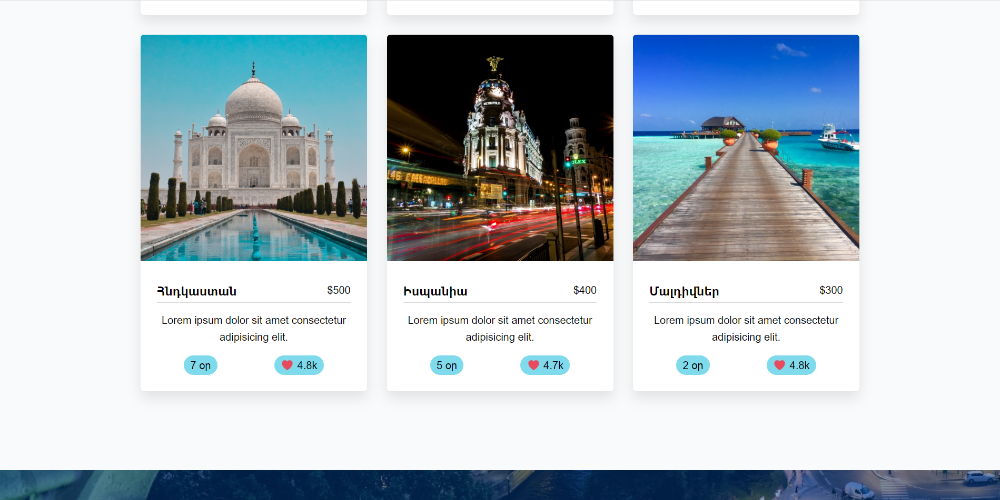 METROPOLIS
OLEX
Հնդկաստան $500
Lorem ipsum dolor sit amet consectetur
adipisicing elit.
7 օր 4.8k
Իսպանիա $400
Lorem ipsum dolor sit amet consectetur
adipisicing elit.
5 օր 4.7k
Մալդիվներ $300
Lorem ipsum dolor sit amet consectetur
adipisicing elit.
2 օր 4.8k